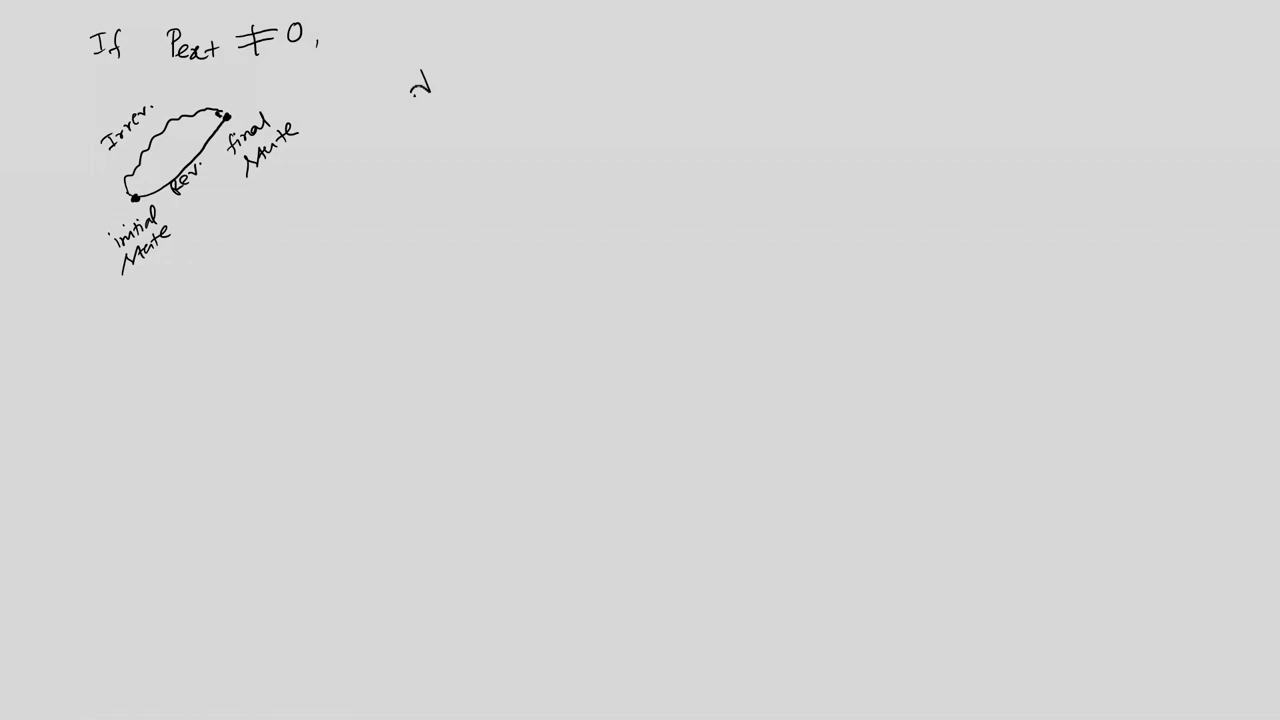 If Pext ≠ 0,
Irrev.
final
state
Rev.
initial
state